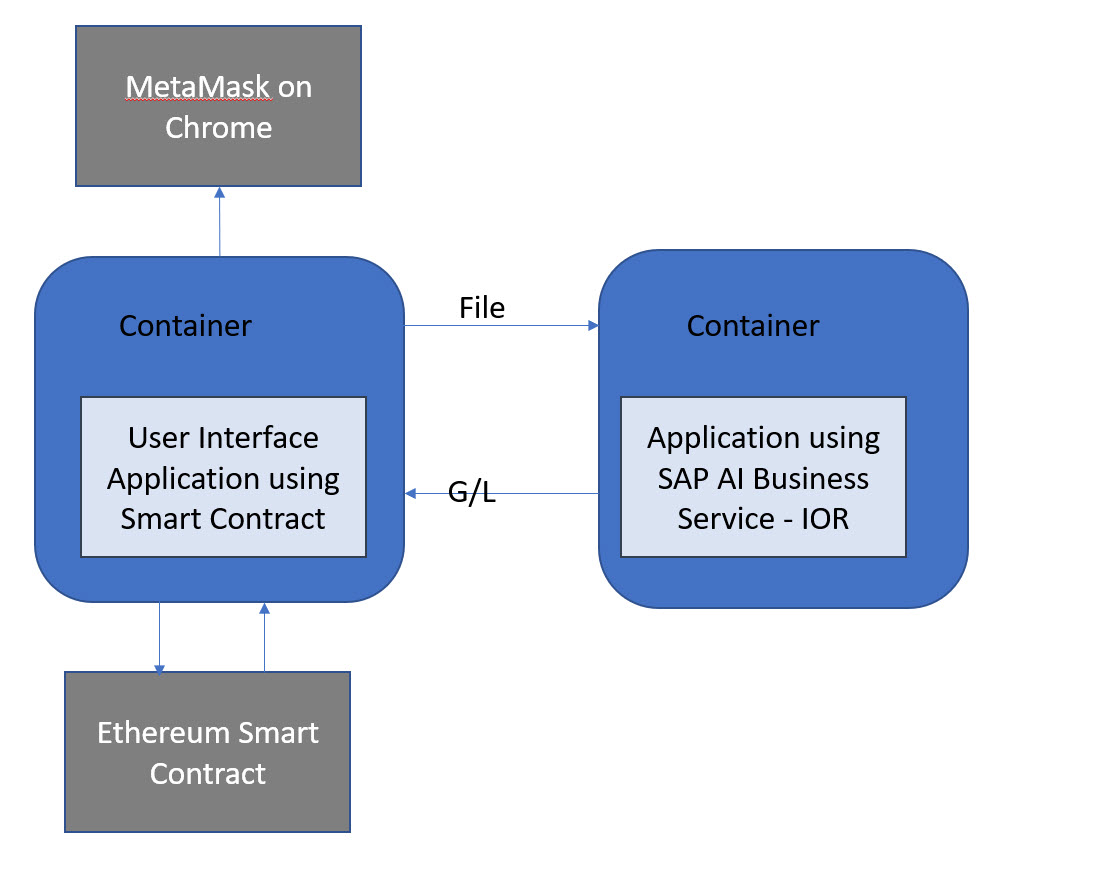 MetaMask on
Chrome
File
Container
Container
User Interface
Application using
Smart Contract
Application using
SAP AI Business
Service - IOR
G/L
Ethereum Smart
Contract